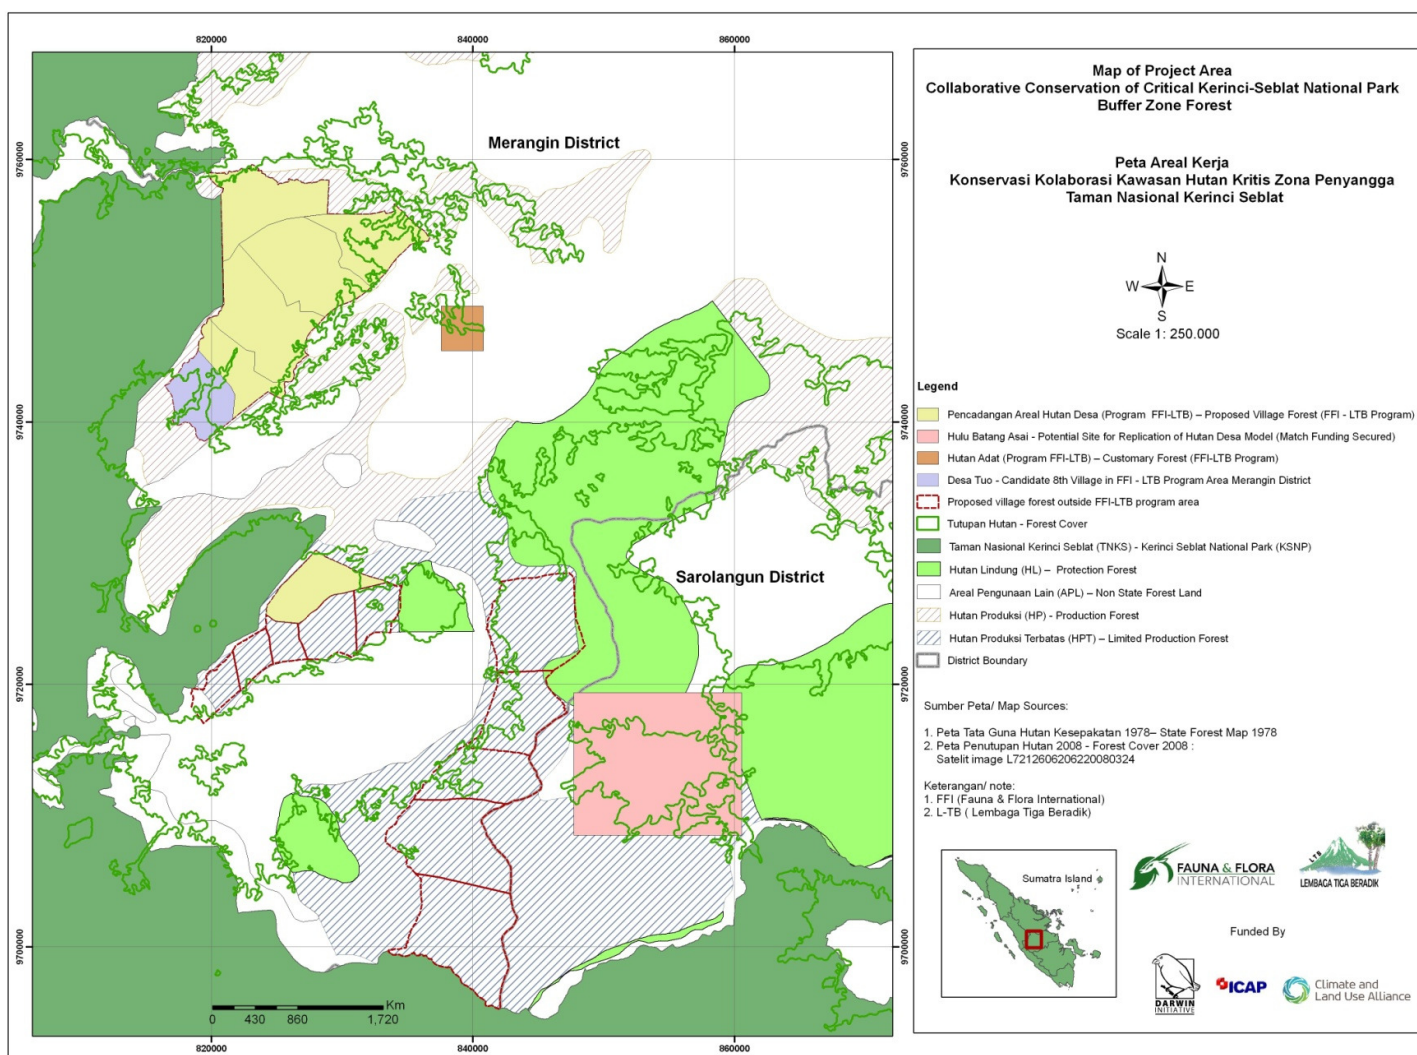 820000
840000
860000
9760000
9760000
Merangin District
9740000
9740000
Sarolangun District
9720000
9720000
9700000
9700000
Km
0 430 860 1,720
820000
840000
860000
Map of Project Area
Collaborative Conservation of Critical Kerinci-Seblat National Park
Buffer Zone Forest
Peta Areal Kerja
Konservasi Kolaborasi Kawasan Hutan Kritis Zona Penyangga
Taman Nasional Kerinci Seblat
N
W E
S
Scale 1: 250.000
Legend
Pencadangan Areal Hutan Desa (Program FFI-LTB) – Proposed Village Forest (FFI - LTB Program)
Hulu Batang Asai - Potential Site for Replication of Hutan Desa Model (Match Funding Secured)
Hutan Adat (Program FFI-LTB) – Customary Forest (FFI-LTB Program)
Desa Tuo - Candidate 8th Village in FFI - LTB Program Area Merangin District
Proposed village forest outside FFI-LTB program area
Tutupan Hutan - Forest Cover
Taman Nasional Kerinci Seblat (TNKS) - Kerinci Seblat National Park (KSNP)
Hutan Lindung (HL) – Protection Forest
Areal Pengunaan Lain (APL) – Non State Forest Land
Hutan Produksi (HP) - Production Forest
Hutan Produksi Terbatas (HPT) – Limited Production Forest
District Boundary
Sumber Peta/ Map Sources:
1. Peta Tata Guna Hutan Kesepakatan 1978– State Forest Map 1978
2. Peta Penutupan Hutan 2008 - Forest Cover 2008 :
Satelit image L7212606206220080324
Keterangan/ note:
1. FFI (Fauna & Flora International)
2. L-TB ( Lembaga Tiga Beradik)
Sumatra Island
FAUNA & FLORA
INTERNATIONAL
LTB
LEMBAGA TIGA BERADIK
Funded By
DARWIN
INITIATIVE
ICAP
Climate and
Land Use Alliance